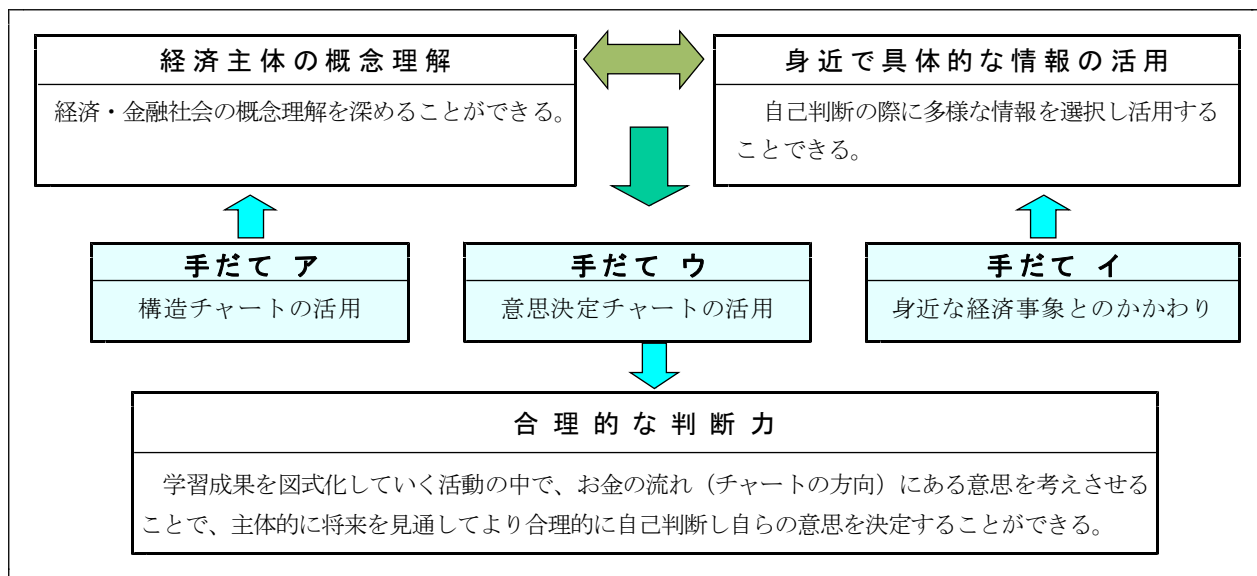 経済主体の概念理解
経済・金融社会の概念理解を深めることができる。
身近で具体的な情報の活用
自己判断の際に多様な情報を選択し活用する
ことできる。
手だて ア
構造チャートの活用
手だて ウ
意思決定チャートの活用
手だて イ
身近な経済事象とのかかわり
合理的な判断力
学習成果を図式化していく活動の中で、お金の流れ（チャートの方向）にある意思を考えさせる
ことで、主体的に将来を見通してより合理的に自己判断し自らの意思を決定することができる。